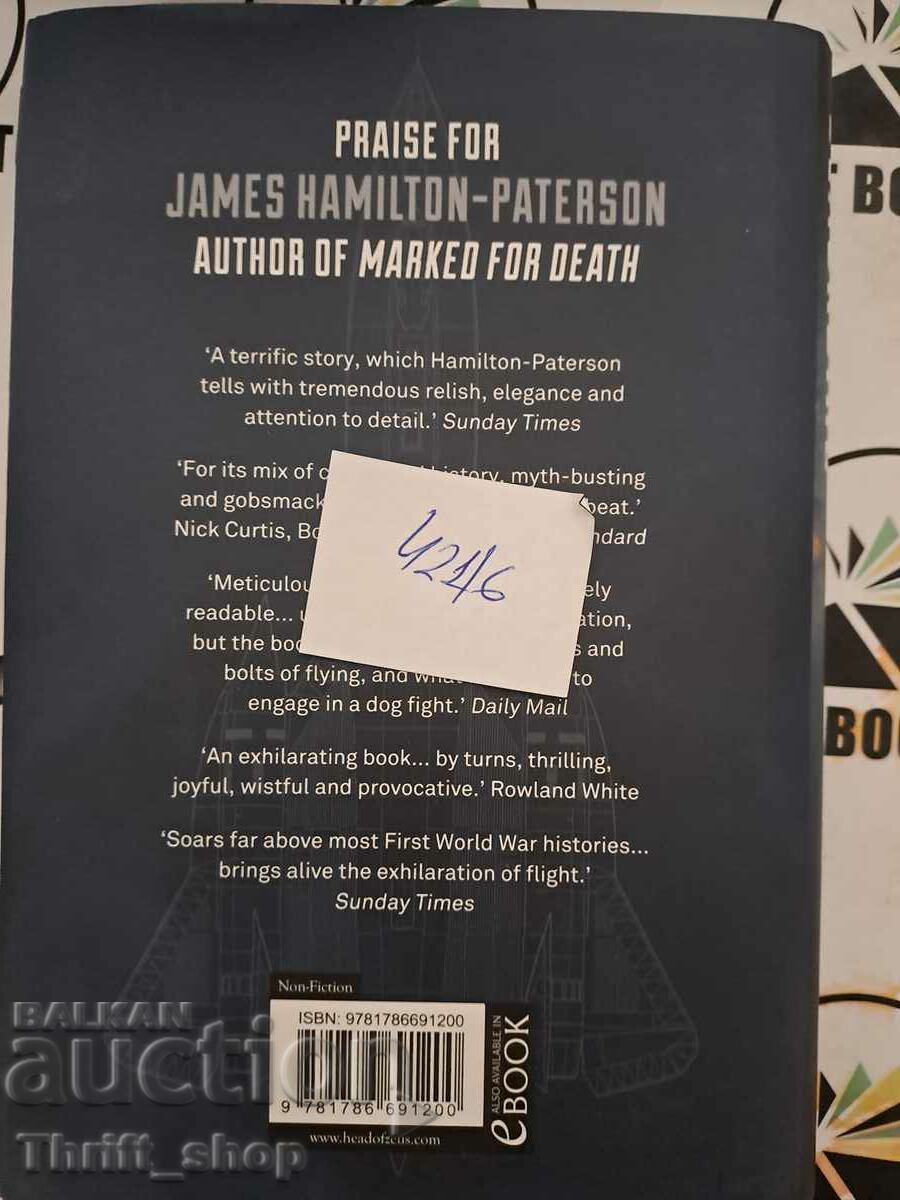 PRAISE FOR
JAMES HAMILTON-PATERSON
AUTHOR OF MARKED FOR DEATH
‘A terrific story, which Hamilton-Paterson
tells with tremendous relish, elegance and
attention to detail.’ Sunday Times
‘For its mix of history, myth-busting
and gobsmack beat.’
Nick Curtis, ndard
‘Meticulou ely
readable... ation,
but the boo s and
bolts of flying, and what to
engage in a dog fight.’ Daily Mail
‘An exhilarating book... by turns, thrilling,
joyful, wistful and provocative.’ Rowland White
‘Soars far above most First World War histories...
brings alive the exhilaration of flight.’
Sunday Times
421/6
Non-Fiction
ISBN: 9781786691200
9 781786 691200
www.headofzeus.com
ALSO AVAILABLE IN
eBOOK
BALKAN
auction
Thrift_shop
T
BO
BOO